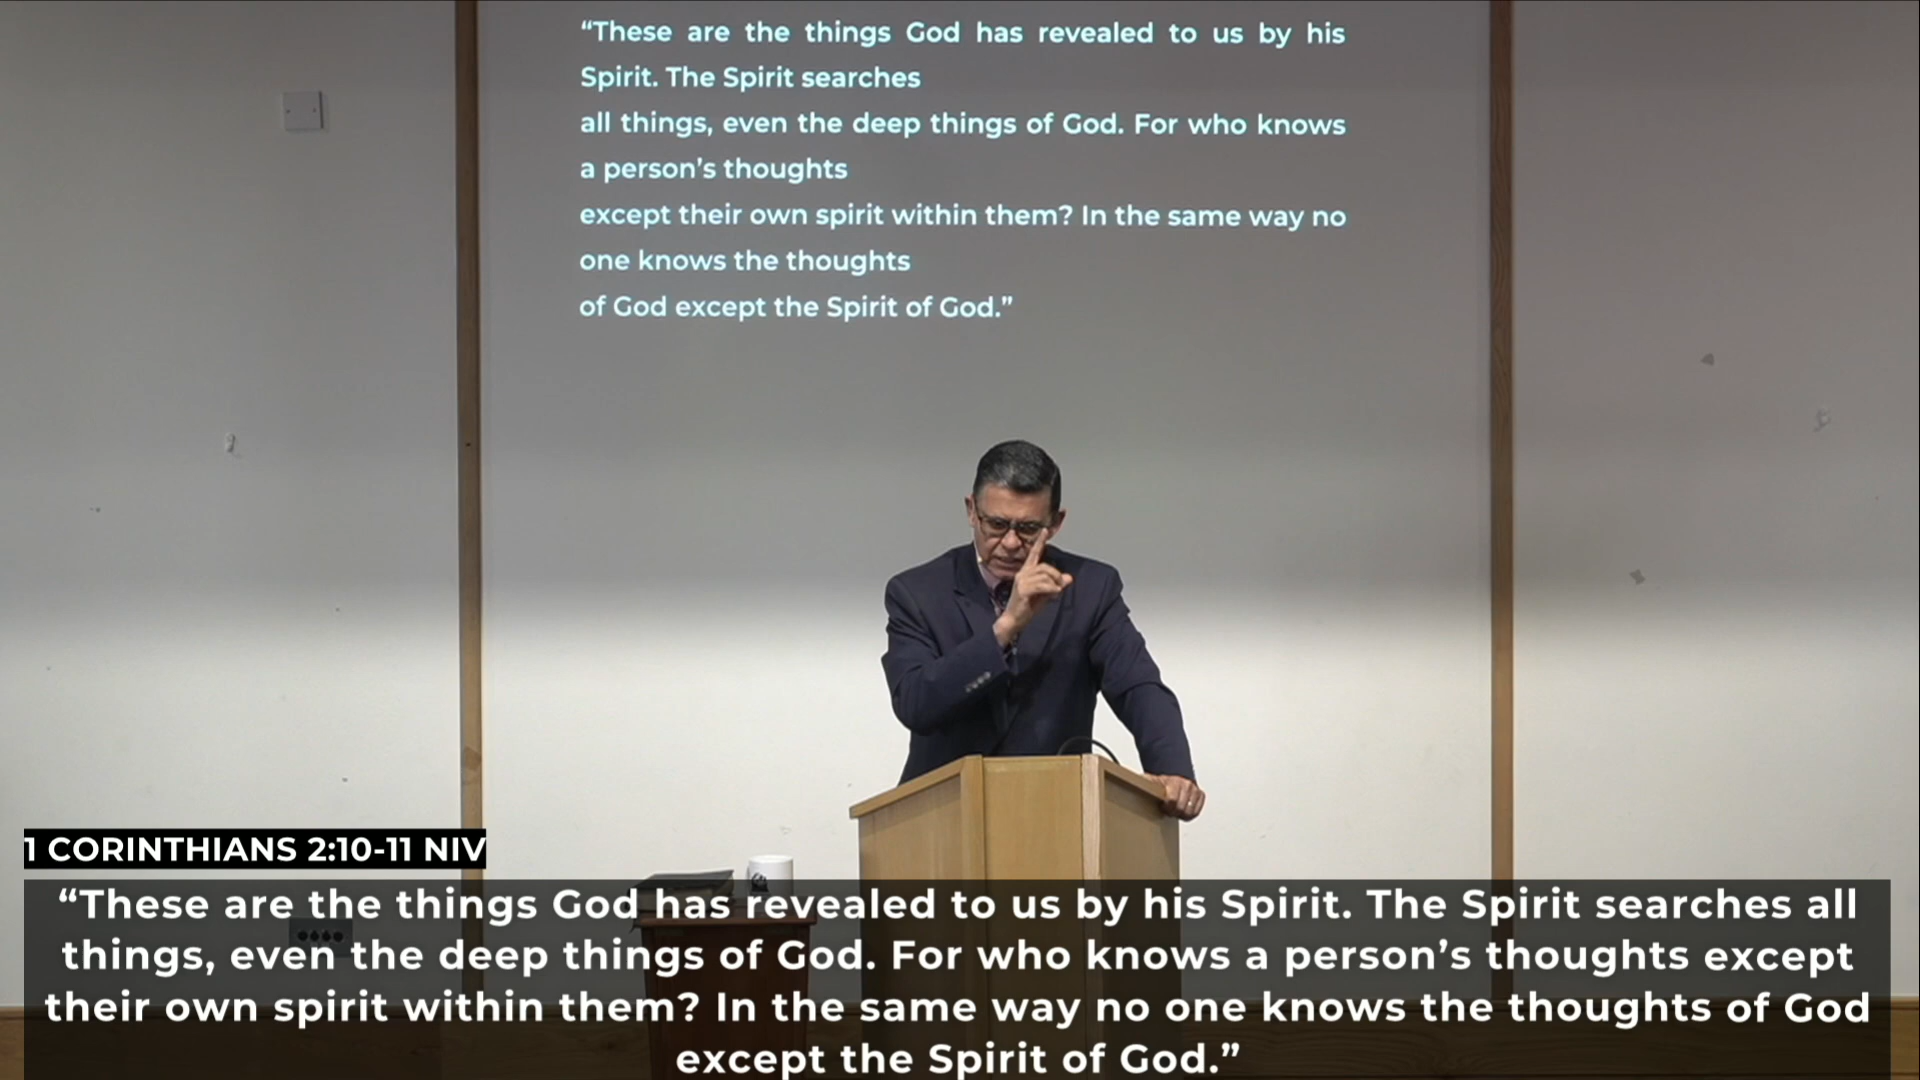 “These are the things God has revealed to us by his
Spirit. The Spirit searches
all things, even the deep things of God. For who knows
a person’s thoughts
except their own spirit within them? In the same way no
one knows the thoughts
of God except the Spirit of God.”
1 CORINTHIANS 2:10-11 NIV
“These are the things God has revealed to us by his Spirit. The Spirit searches all
things, even the deep things of God. For who knows a person’s thoughts except
their own spirit within them? In the same way no one knows the thoughts of God
except the Spirit of God.”